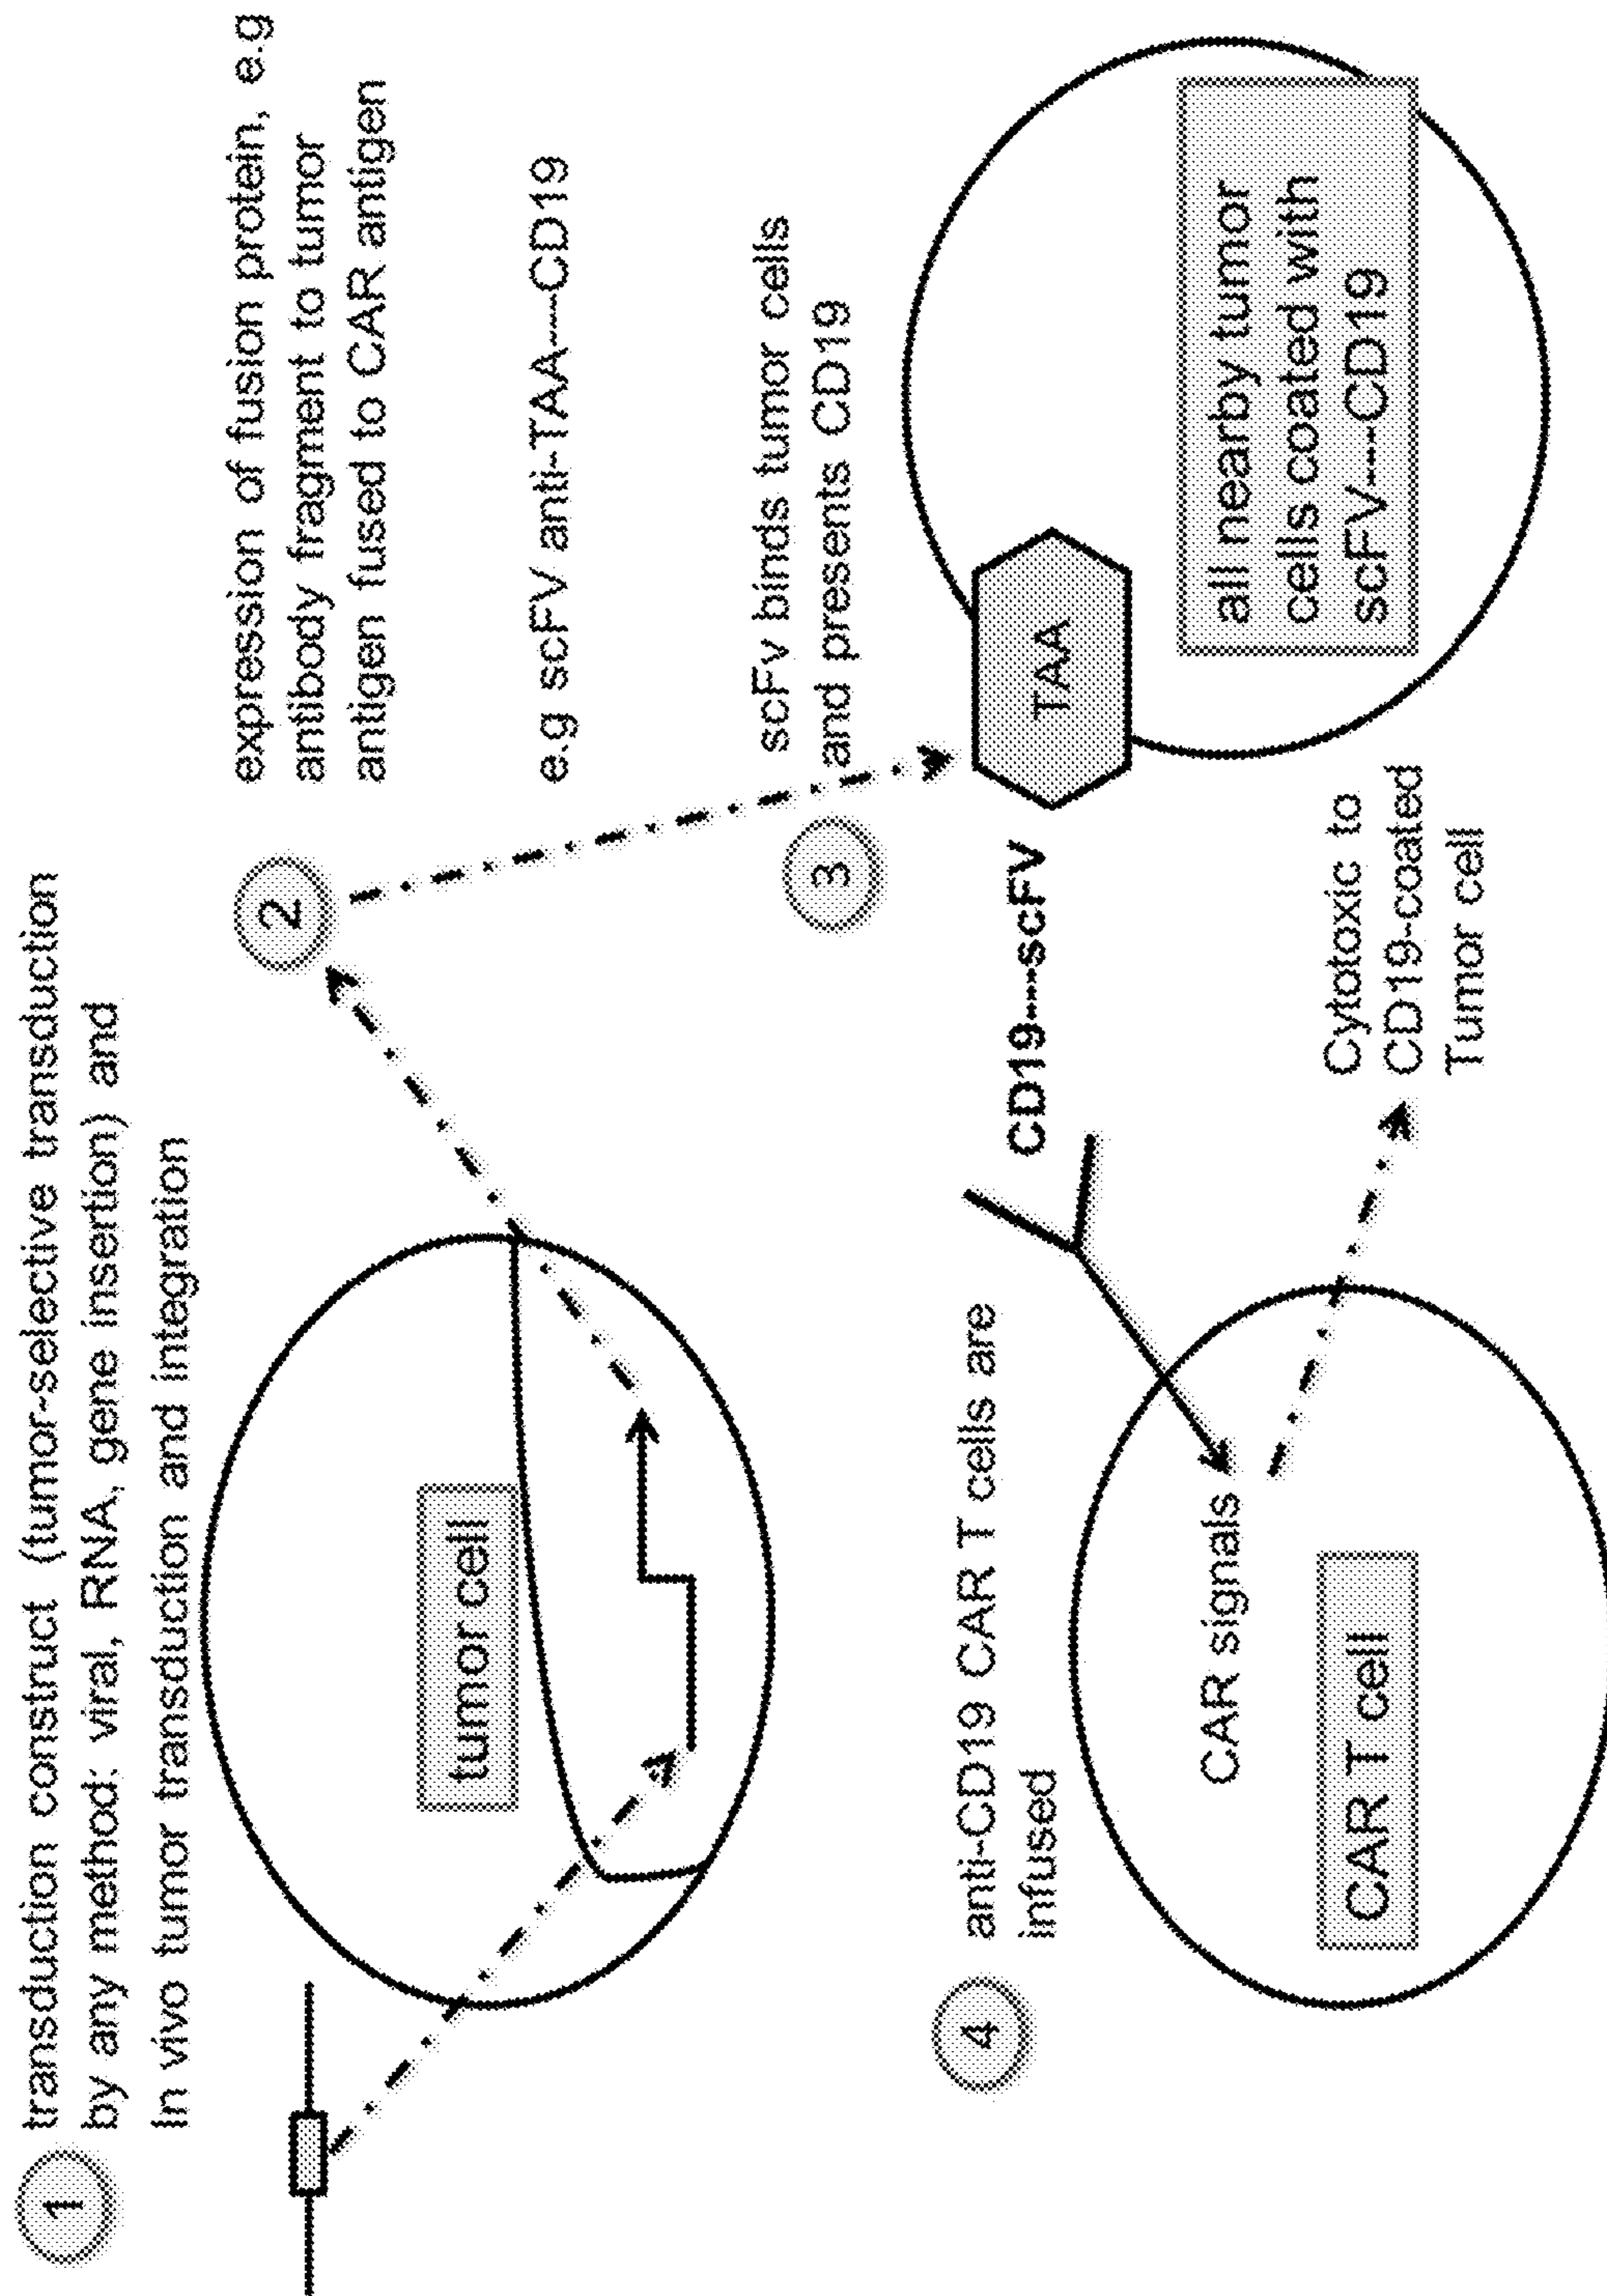 1
transduction construct (tumor-selective transduction
by any method: viral, RNA, gene insertion) and
In vivo tumor transduction and integration
tumor cell
2
expression of fusion protein, e.g
antibody fragment to tumor
antigen fused to CAR antigen
e.g scFV anti-TAA---CD19
3
scFv binds tumor cells
and presents CD19
TAA
all nearby tumor
cells coated with
scFV----CD19
CD19-----scFV
4
anti-CD19 CAR T cells are
infused
CAR signals
CAR T cell
Cytotoxic to
CD19-coated
Tumor cell